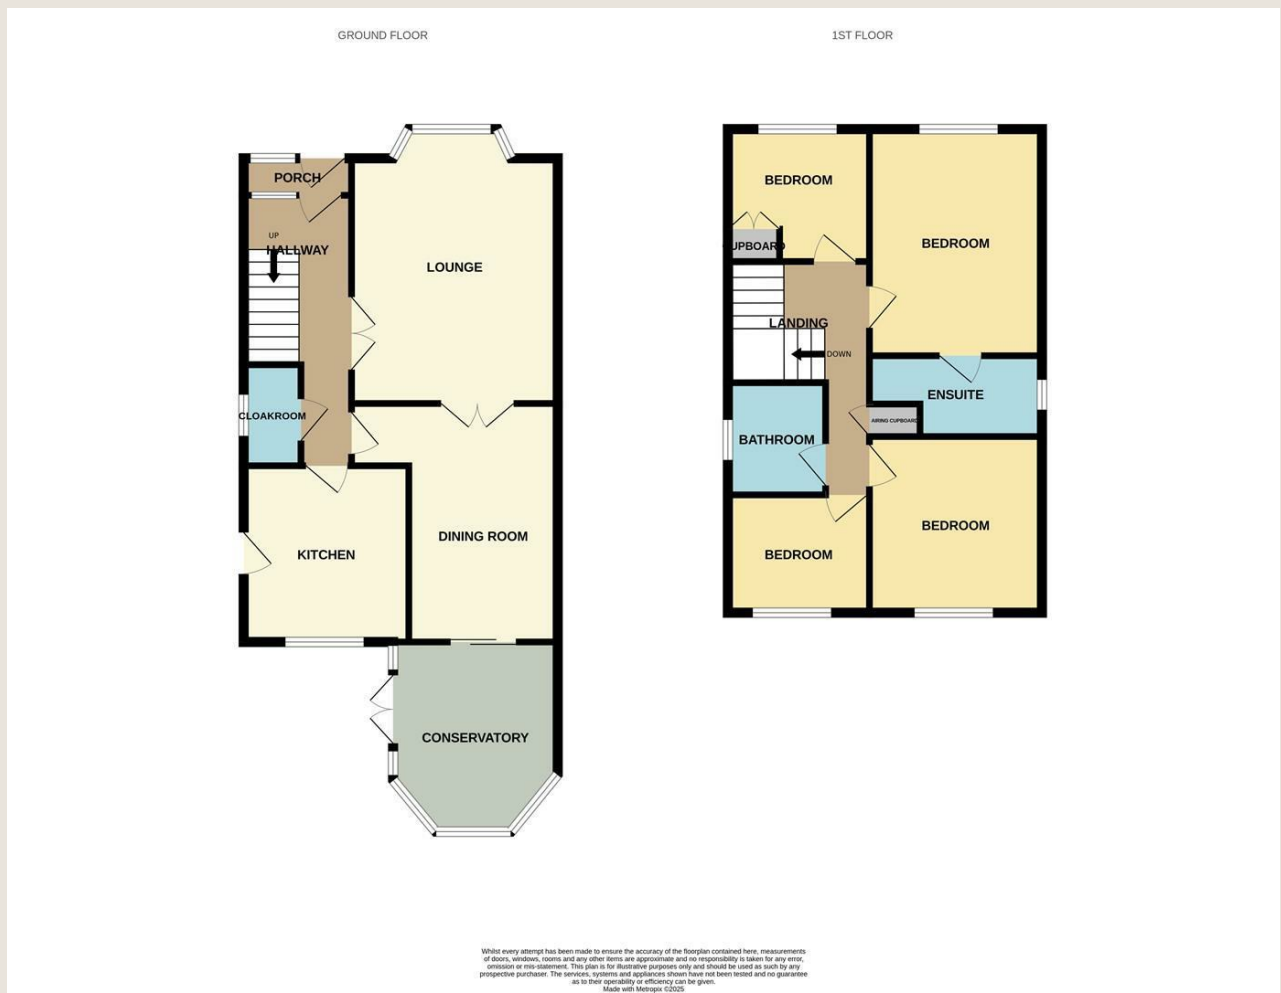 GROUND FLOOR
1ST FLOOR
PORCH
UP
HALLWAY
LOUNGE
CLOAKROOM
KITCHEN
DINING ROOM
CONSERVATORY
BEDROOM
UPBOARD
BEDROOM
LANDING
DOWN
ENSUITE
AIRING CUPBOARD
BATHROOM
BEDROOM
BEDROOM
Whilst every attempt has been made to ensure the accuracy of the floorplan contained here, measurements
of doors, windows, rooms and any other items are approximate and no responsibility is taken for any error,
omission or mis-statement. This plan is for illustrative purposes only and should be used as such by any
prospective purchaser. The services, systems and appliances shown have not been tested and no guarantee
as to their operability or efficiency can be given.
Made with Metropix ©2025